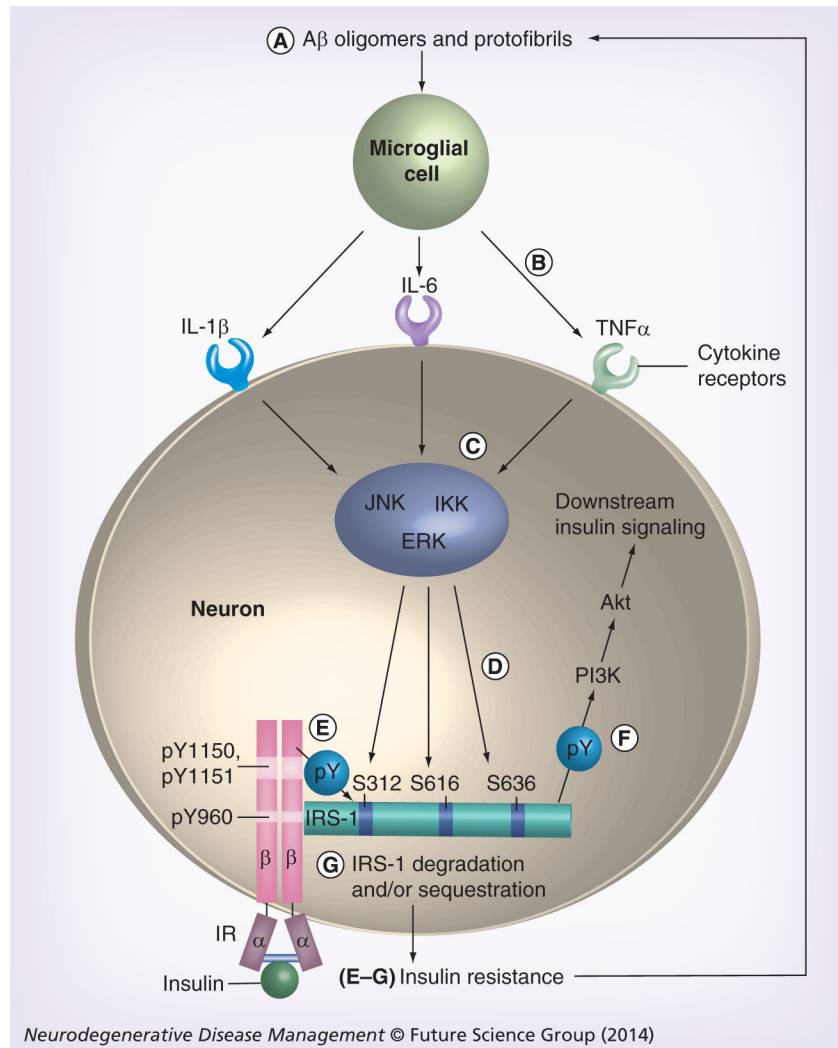 A Aβ oligomers and protofibrils
Microglial
cell
B
IL-6
IL-1β
TNFα
Cytokine
receptors
C
JNK IKK
ERK
Downstream
insulin signaling
Akt
Neuron
D
PI3K
E
F
pY
pY1150,
pY1151
pY
S312 S616 S636
pY960
IRS-1
β β
G IRS-1 degradation
and/or sequestration
IR
α α
Insulin
(E–G) Insulin resistance
Neurodegenerative Disease Management © Future Science Group (2014)